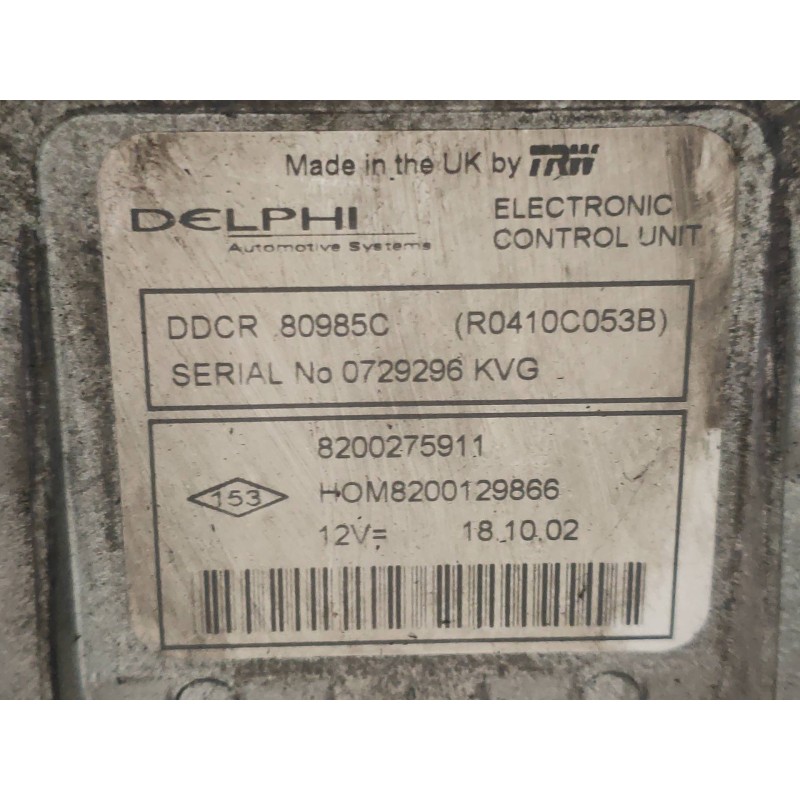 Made in the UK by TRW
DELPHI
Automotive Systems
ELECTRONIC
CONTROL UNIT
DDCR 80985C (R0410C053B)
SERIAL No 0729296 KVG
8200275911
153
HOM8200129866
12V= 18.10.02